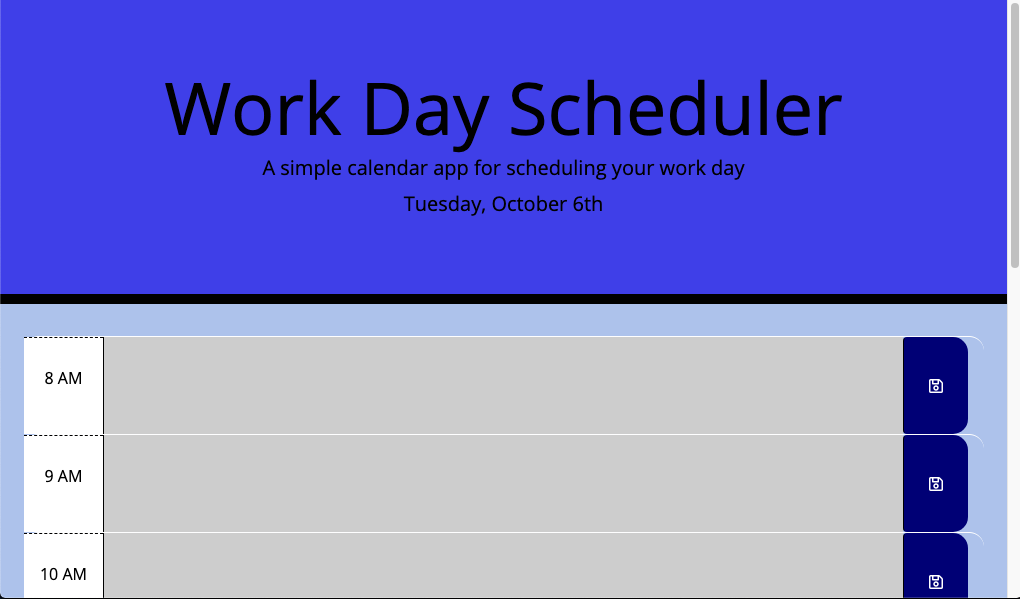 Work Day Scheduler
A simple calendar app for scheduling your work day
Tuesday, October 6th
8 AM
9 AM
10 AM